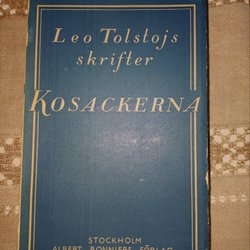 Leo Tolstojs
skrifter
KOSACKERNA
STOCKHOLM
ALBERT BONNIERS FÖRLAG